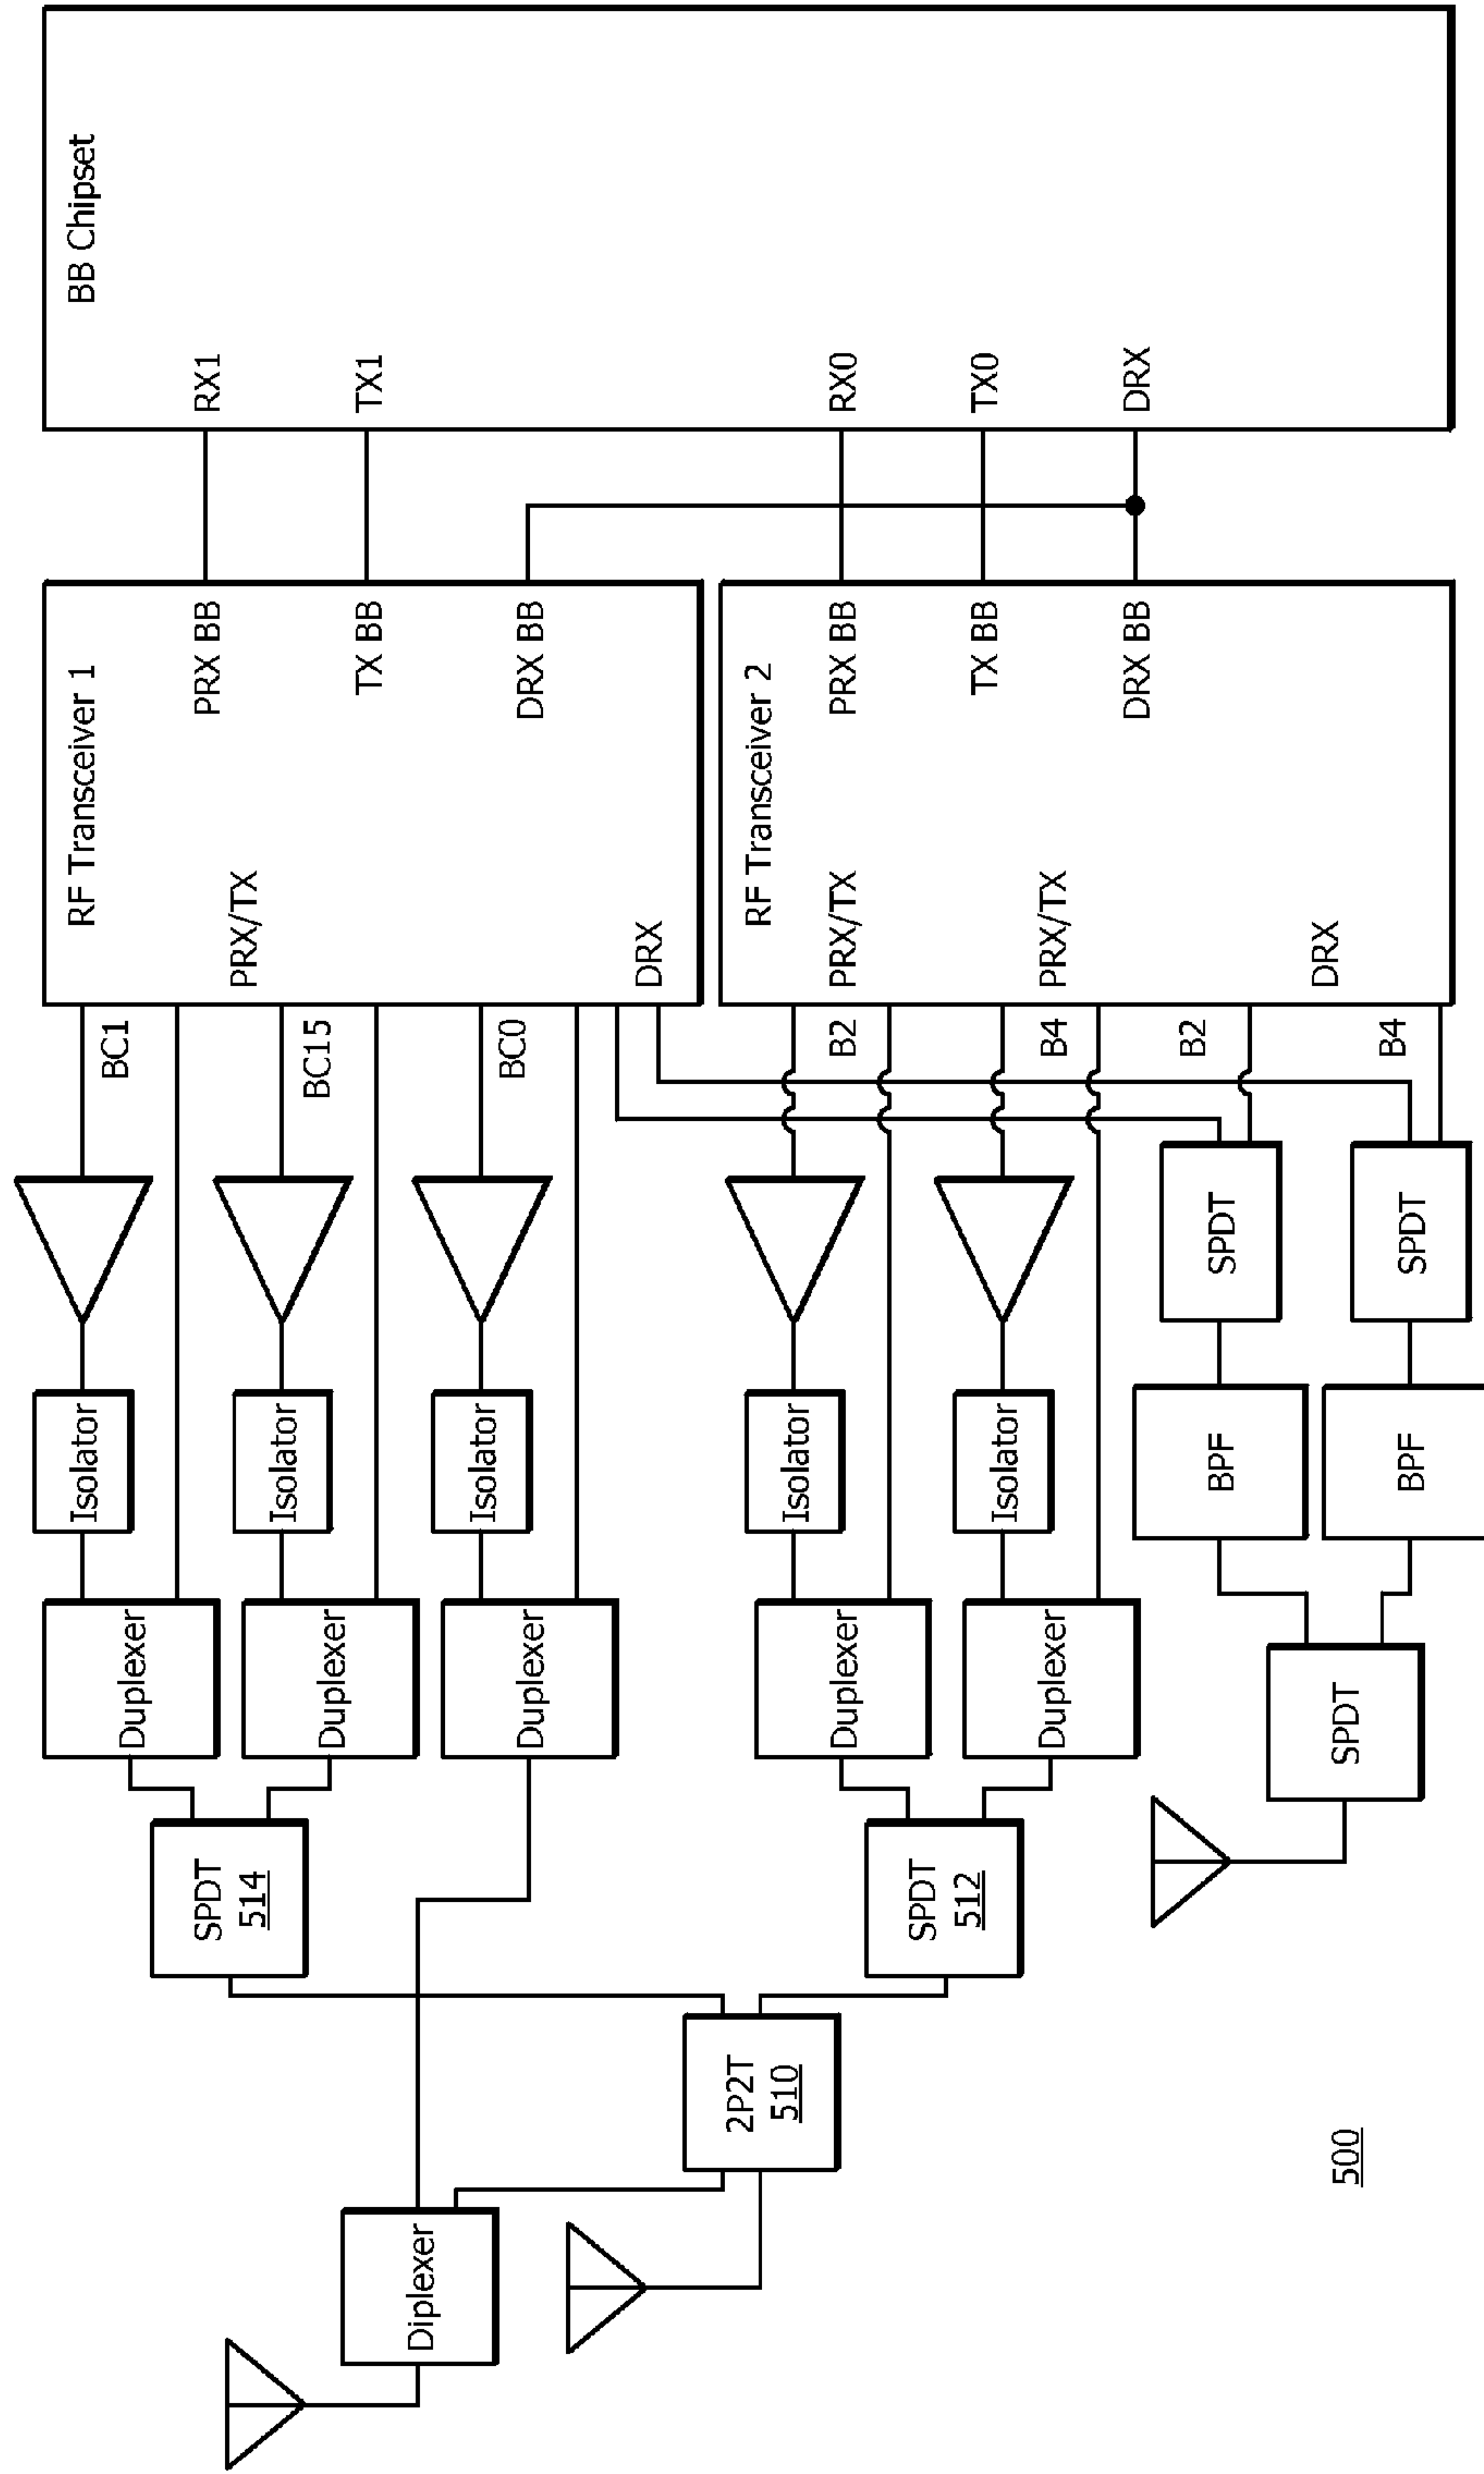 BB Chipset
RX1
TX1
RX0
TX0
DRX
RF Transceiver 1
PRX BB
TX BB
DRX BB
PRX/TX
DRX
RF Transceiver 2
PRX BB
TX BB
DRX BB
PRX/TX
PRX/TX
DRX
BC1
BC15
BC0
B2
B4
B2
B4
SPDT
SPDT
Isolator
Isolator
Isolator
Isolator
Isolator
BPF
BPF
Duplexer
Duplexer
Duplexer
Duplexer
Duplexer
SPDT
SPDT
514
SPDT
512
2P2T
510
Diplexer
500